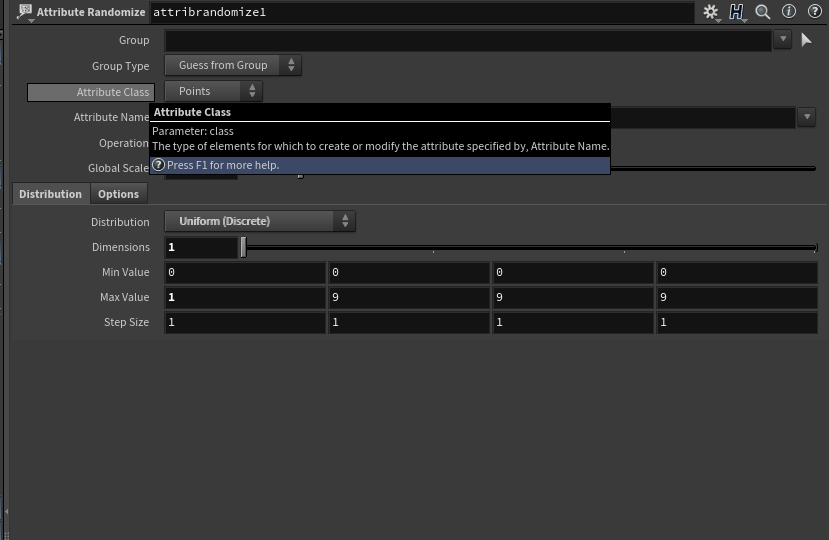 Attribute Randomize attribrandomize1
Group
Group Type Guess from Group
Attribute Class Points
Attribute Name
Attribute Class
Parameter: class
The type of elements for which to create or modify the attribute specified by, Attribute Name.
Press F1 for more help.
Operation
Global Scale
Distribution Options
Distribution Uniform (Discrete)
Dimensions 1
Min Value 0 0 0 0
Max Value 1 9 9 9
Step Size 1 1 1 1